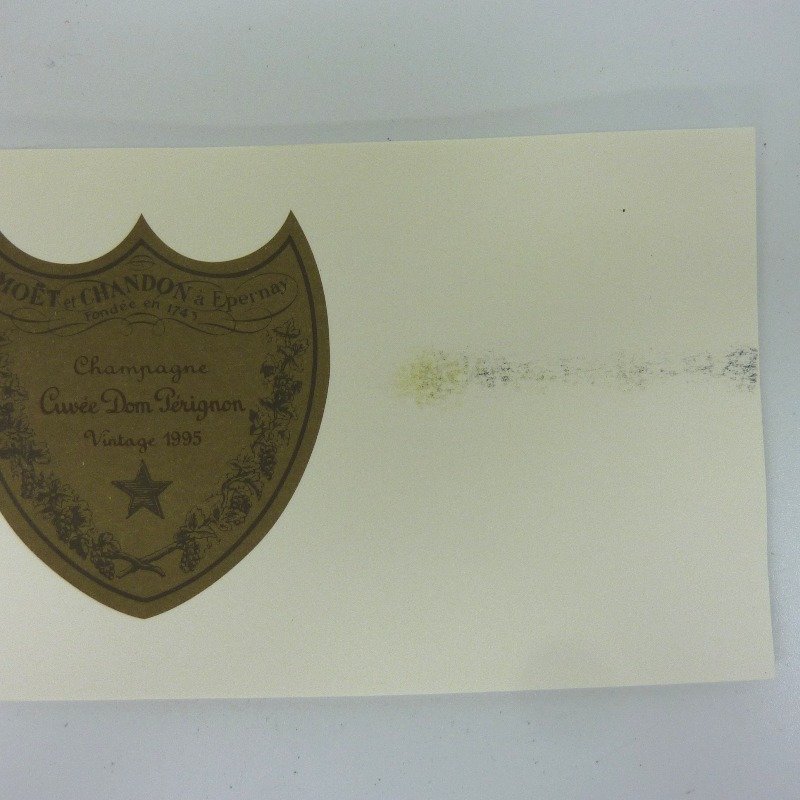 MOËT et CHANDON à Epernay
Fondée en 1743
Champagne
Cuvée Dom Pérignon
Vintage 1995